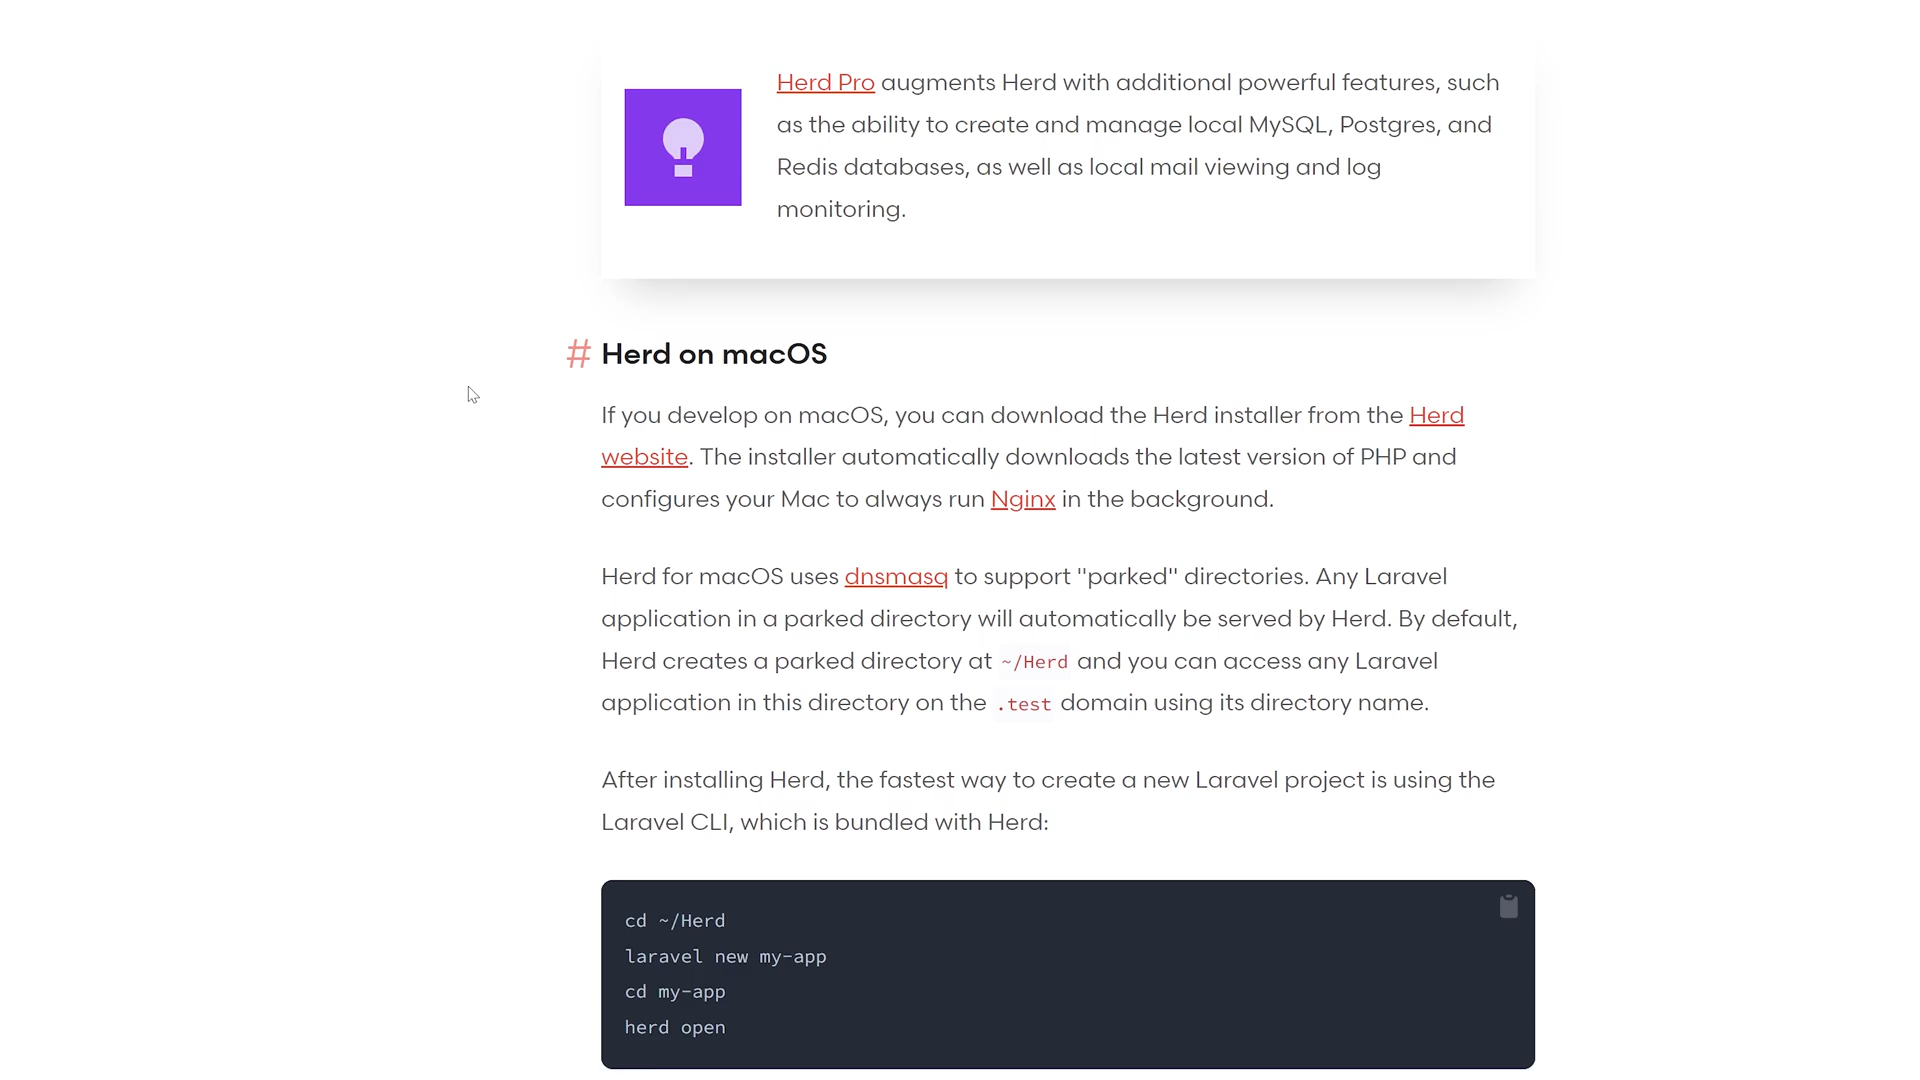 Herd Pro augments Herd with additional powerful features, such
as the ability to create and manage local MySQL, Postgres, and
Redis databases, as well as local mail viewing and log
monitoring.
# Herd on macOS
If you develop on macOS, you can download the Herd installer from the Herd
website. The installer automatically downloads the latest version of PHP and
configures your Mac to always run Nginx in the background.
Herd for macOS uses dnsmasq to support "parked" directories. Any Laravel
application in a parked directory will automatically be served by Herd. By default,
Herd creates a parked directory at ~/Herd and you can access any Laravel
application in this directory on the .test domain using its directory name.
After installing Herd, the fastest way to create a new Laravel project is using the
Laravel CLI, which is bundled with Herd:
cd ~/Herd
laravel new my-app
cd my-app
herd open